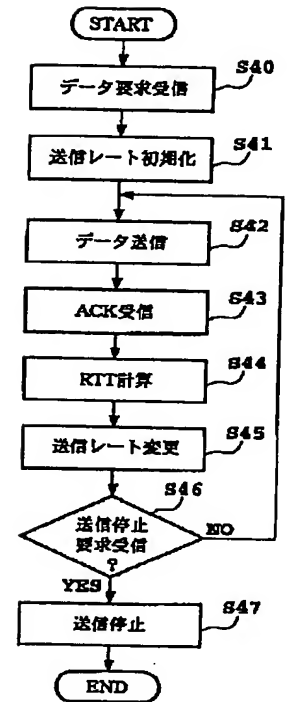 START
S40
データ要求受信
S41
送信レート初期化
S42
データ送信
S43
ACK受信
S44
RTT計算
S45
送信レート変更
S46
送信停止
要求受信
?
NO
YES
S47
送信停止
END